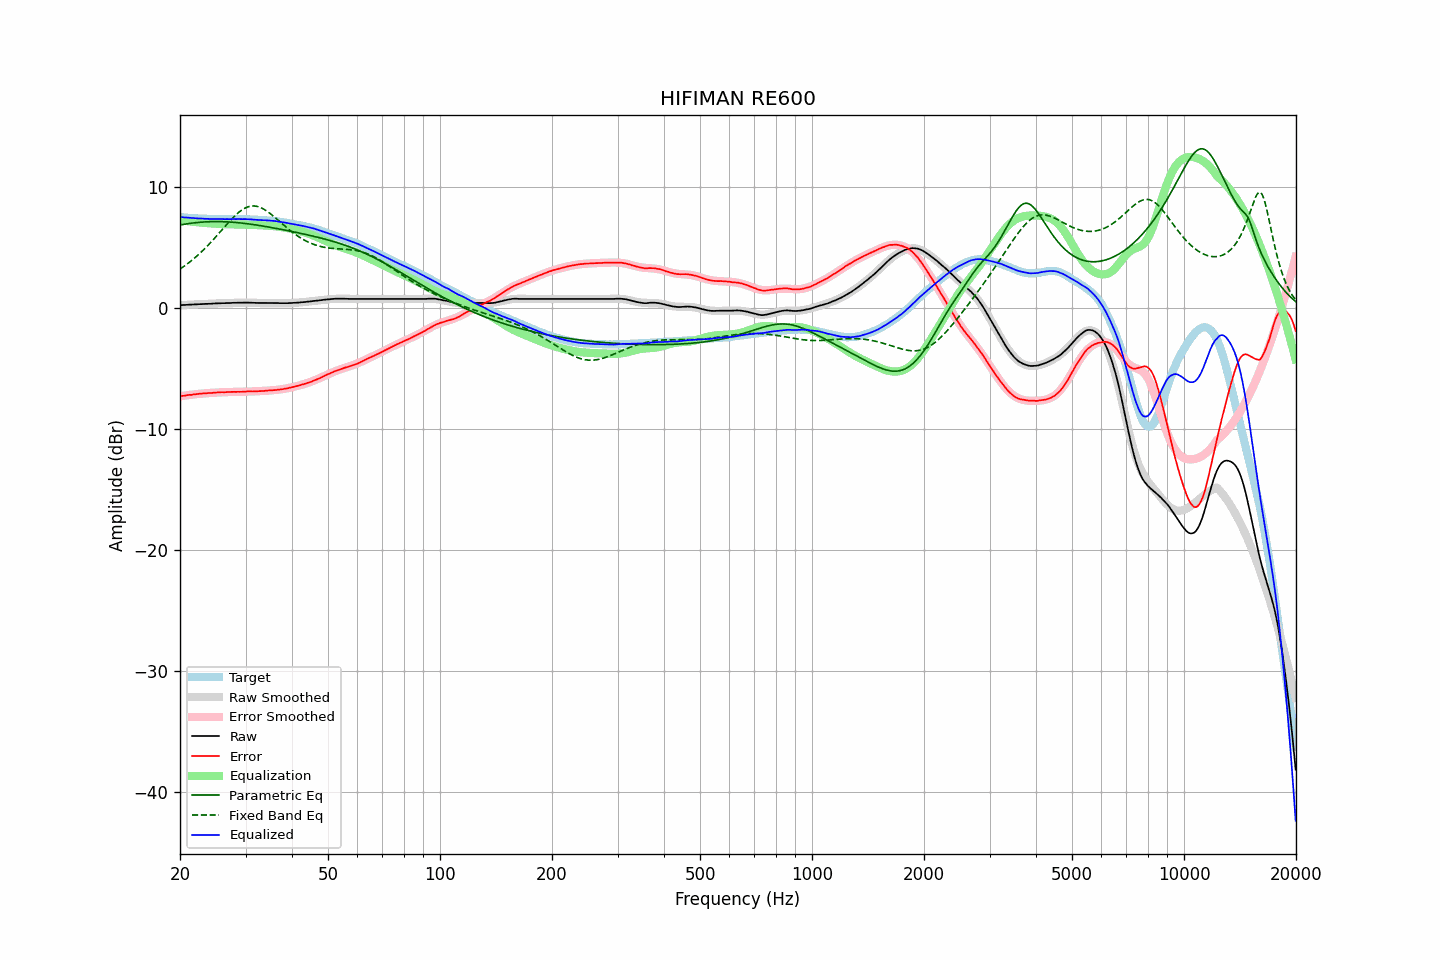 HIFIMAN RE600
Amplitude (dBr)
10
0
−10
−20
−30
−40
Target
Raw Smoothed
Error Smoothed
Raw
Error
Equalization
Parametric Eq
Fixed Band Eq
Equalized
20 50 100 200 500 1000 2000 5000 10000 20000
Frequency (Hz)